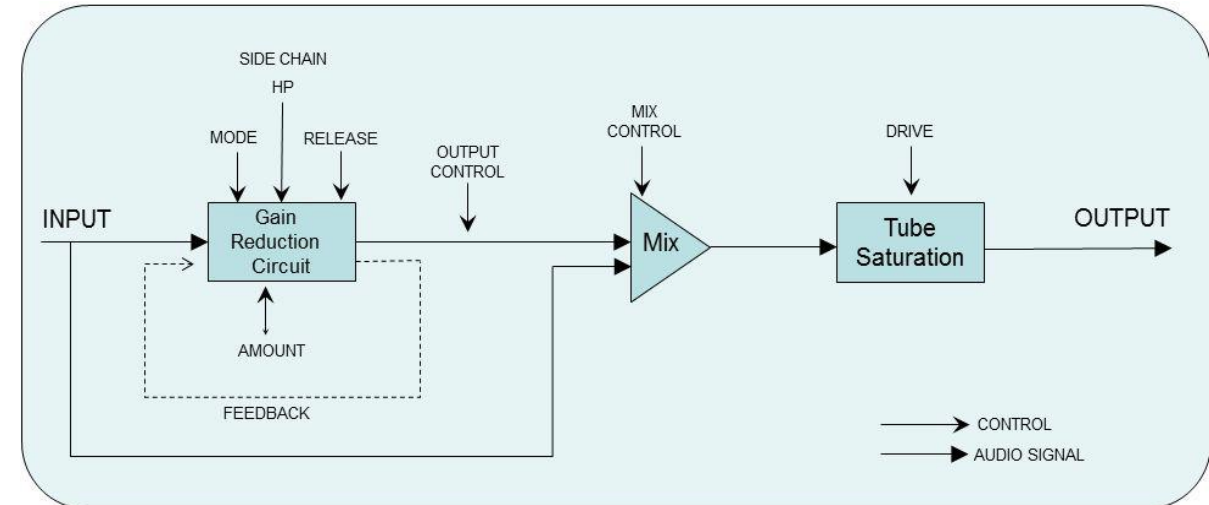 SIDE CHAIN
HP
MODE
RELEASE
OUTPUT
CONTROL
MIX
CONTROL
DRIVE
INPUT
Gain
Reduction
Circuit
Mix
Tube
Saturation
OUTPUT
AMOUNT
FEEDBACK
CONTROL
AUDIO SIGNAL